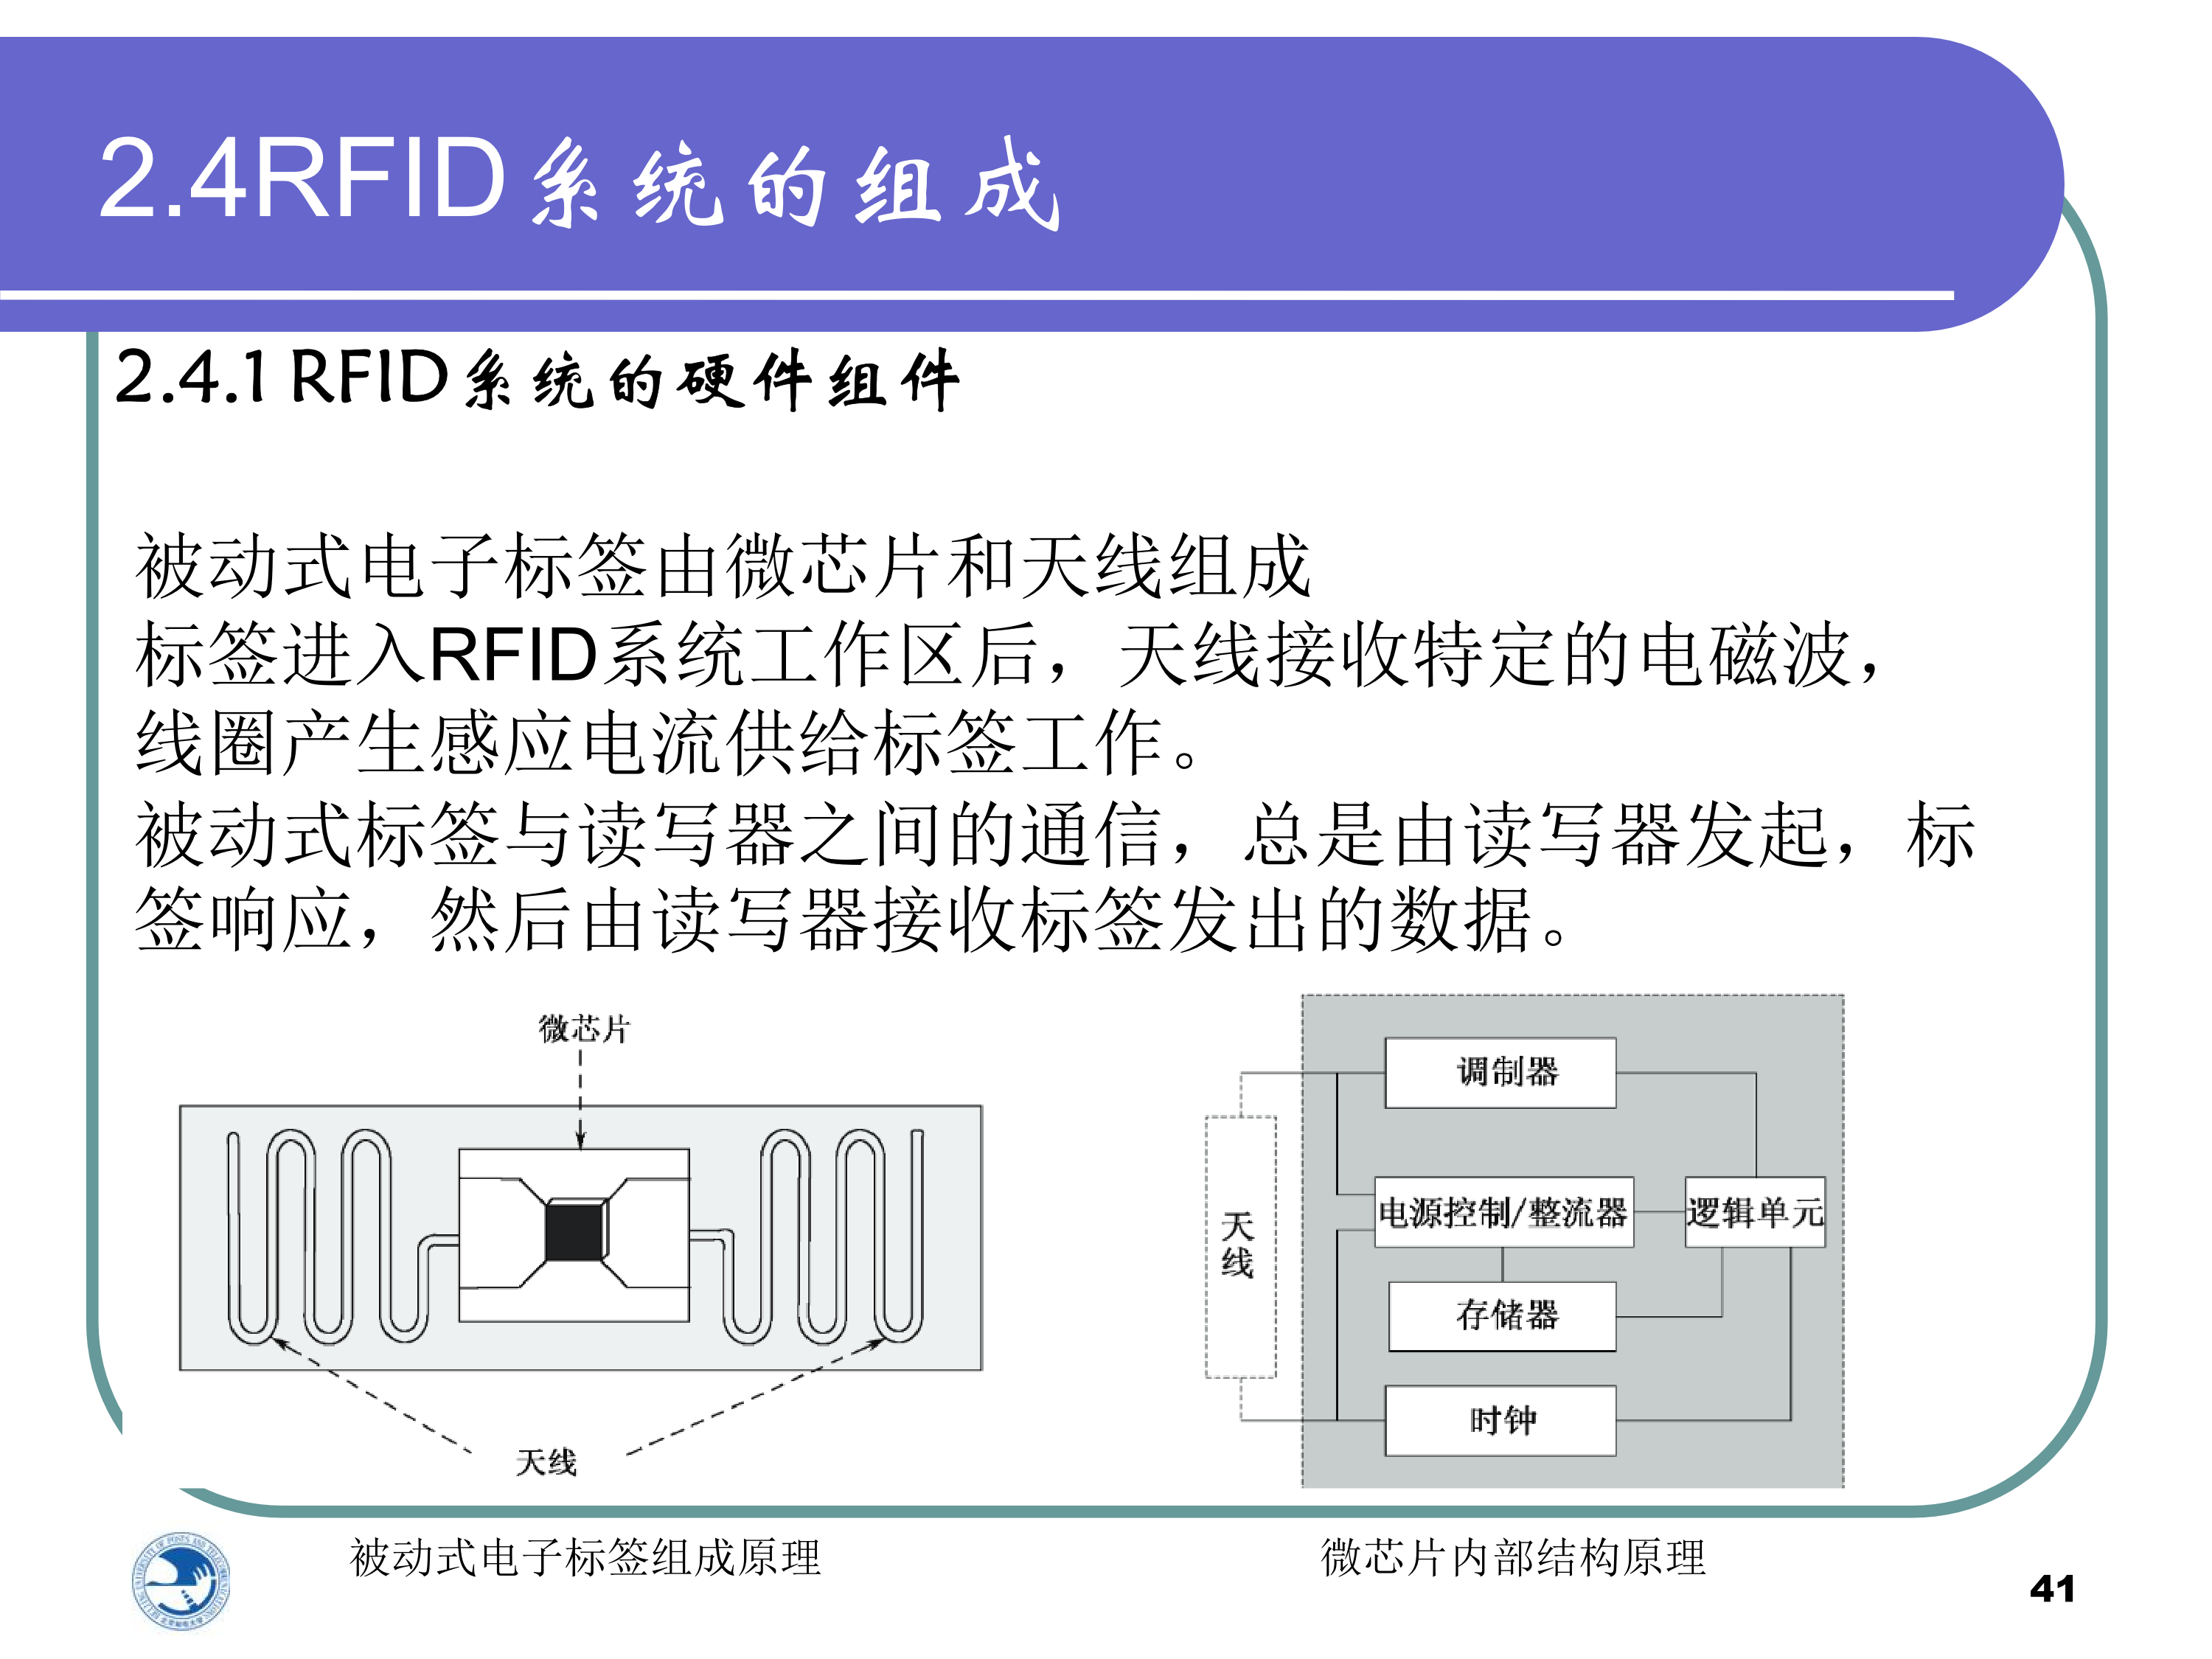 2.4RFID系统的组成
2.4.1 RFID系统的硬件组件
被动式电子标签由微芯片和天线组成
标签进入RFID系统工作区后，天线接收特定的电磁波，
线圈产生感应电流供给标签工作。
被动式标签与读写器之间的通信，总是由读写器发起，标
签响应，然后由读写器接收标签发出的数据。
微芯片
天线
调制器
电源控制/整流器
逻辑单元
天线
存储器
时钟
被动式电子标签组成原理
微芯片内部结构原理
41